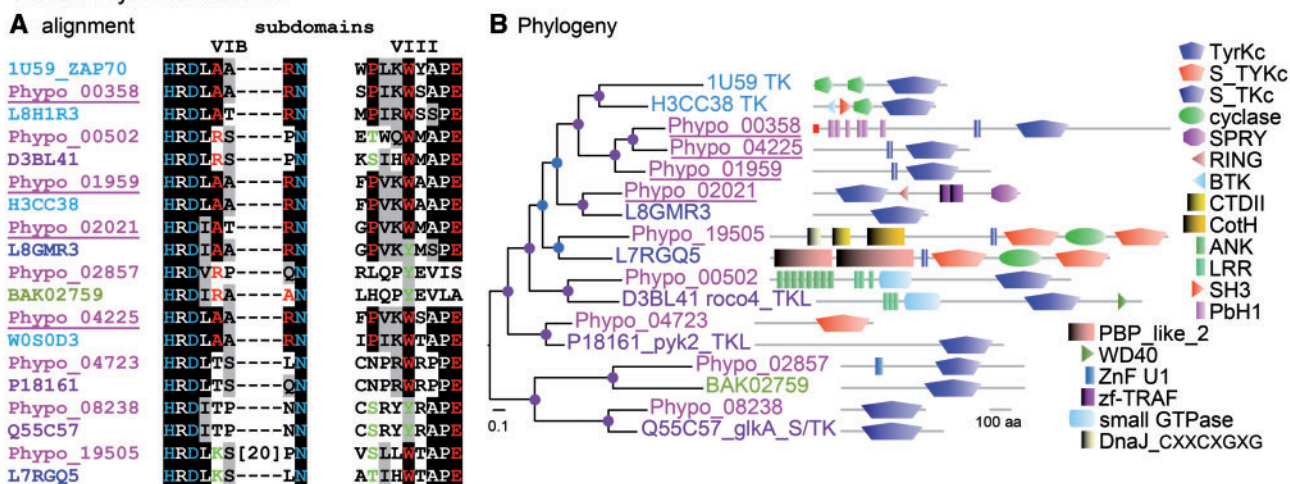 A alignment subdomains
VIB VIII
1U59_ZAP70 HRDLAA----RN WPLKWYAPE
Phypo_00358 HRDLAA----RN SPIKWMAPE
L8H1R3 HRDLAT----RN MPIRWSSPE
Phypo_00502 HRDLRS----PN ETWQWMAPE
D3BL41 HRDLRS----PN KSIHWMAPE
Phypo_01959 HRDLAA----RN FPVKWAAPE
H3CC38 HRDLAA----RN FPVKWAAPE
Phypo_02021 HRDIAT----RN GPVKWMAPE
L8GMR3 HRDLAA----RN GPVKYMSPE
Phypo_02857 HRDVRP----QN RLQPYEVIS
BAK02759 HRDIRA----AN LHQPYEVLA
Phypo_04225 HRDLAA----RN FPVKWSAPE
W0S0D3 HRDLAA----RN IPIKWTAPE
Phypo_04723 HRDLTS----LN CNPRWRPPE
P18161 HRDLTS----QN CNPRWRPPE
Phypo_08238 HRDITP----NN CSRYYRAPE
Q55C57 HRDITP----NN CSRYYRAPE
Phypo_19505 HRDLKS[20]PN VSLLWTAPE
L7RGQ5 HRDLKS----LN ATIHWTAPE
B Phylogeny
1U59 TK
H3CC38 TK
Phypo_00358
Phypo_04225
Phypo_01959
Phypo_02021
L8GMR3
Phypo_19505
L7RGQ5
Phypo_00502
D3BL41 roco4_TKL
Phypo_04723
P18161_pyk2_TKL
Phypo_02857
BAK02759
Phypo_08238
Q55C57_glkA_S/TK
0.1
100 aa
TyrKc
S_TYKc
S_TKc
cyclase
SPRY
RING
BTK
CTDII
CotH
ANK
LRR
SH3
PbH1
PBP_like_2
WD40
ZnF U1
zf-TRAF
small GTPase
DnaJ_CXXCXGXG